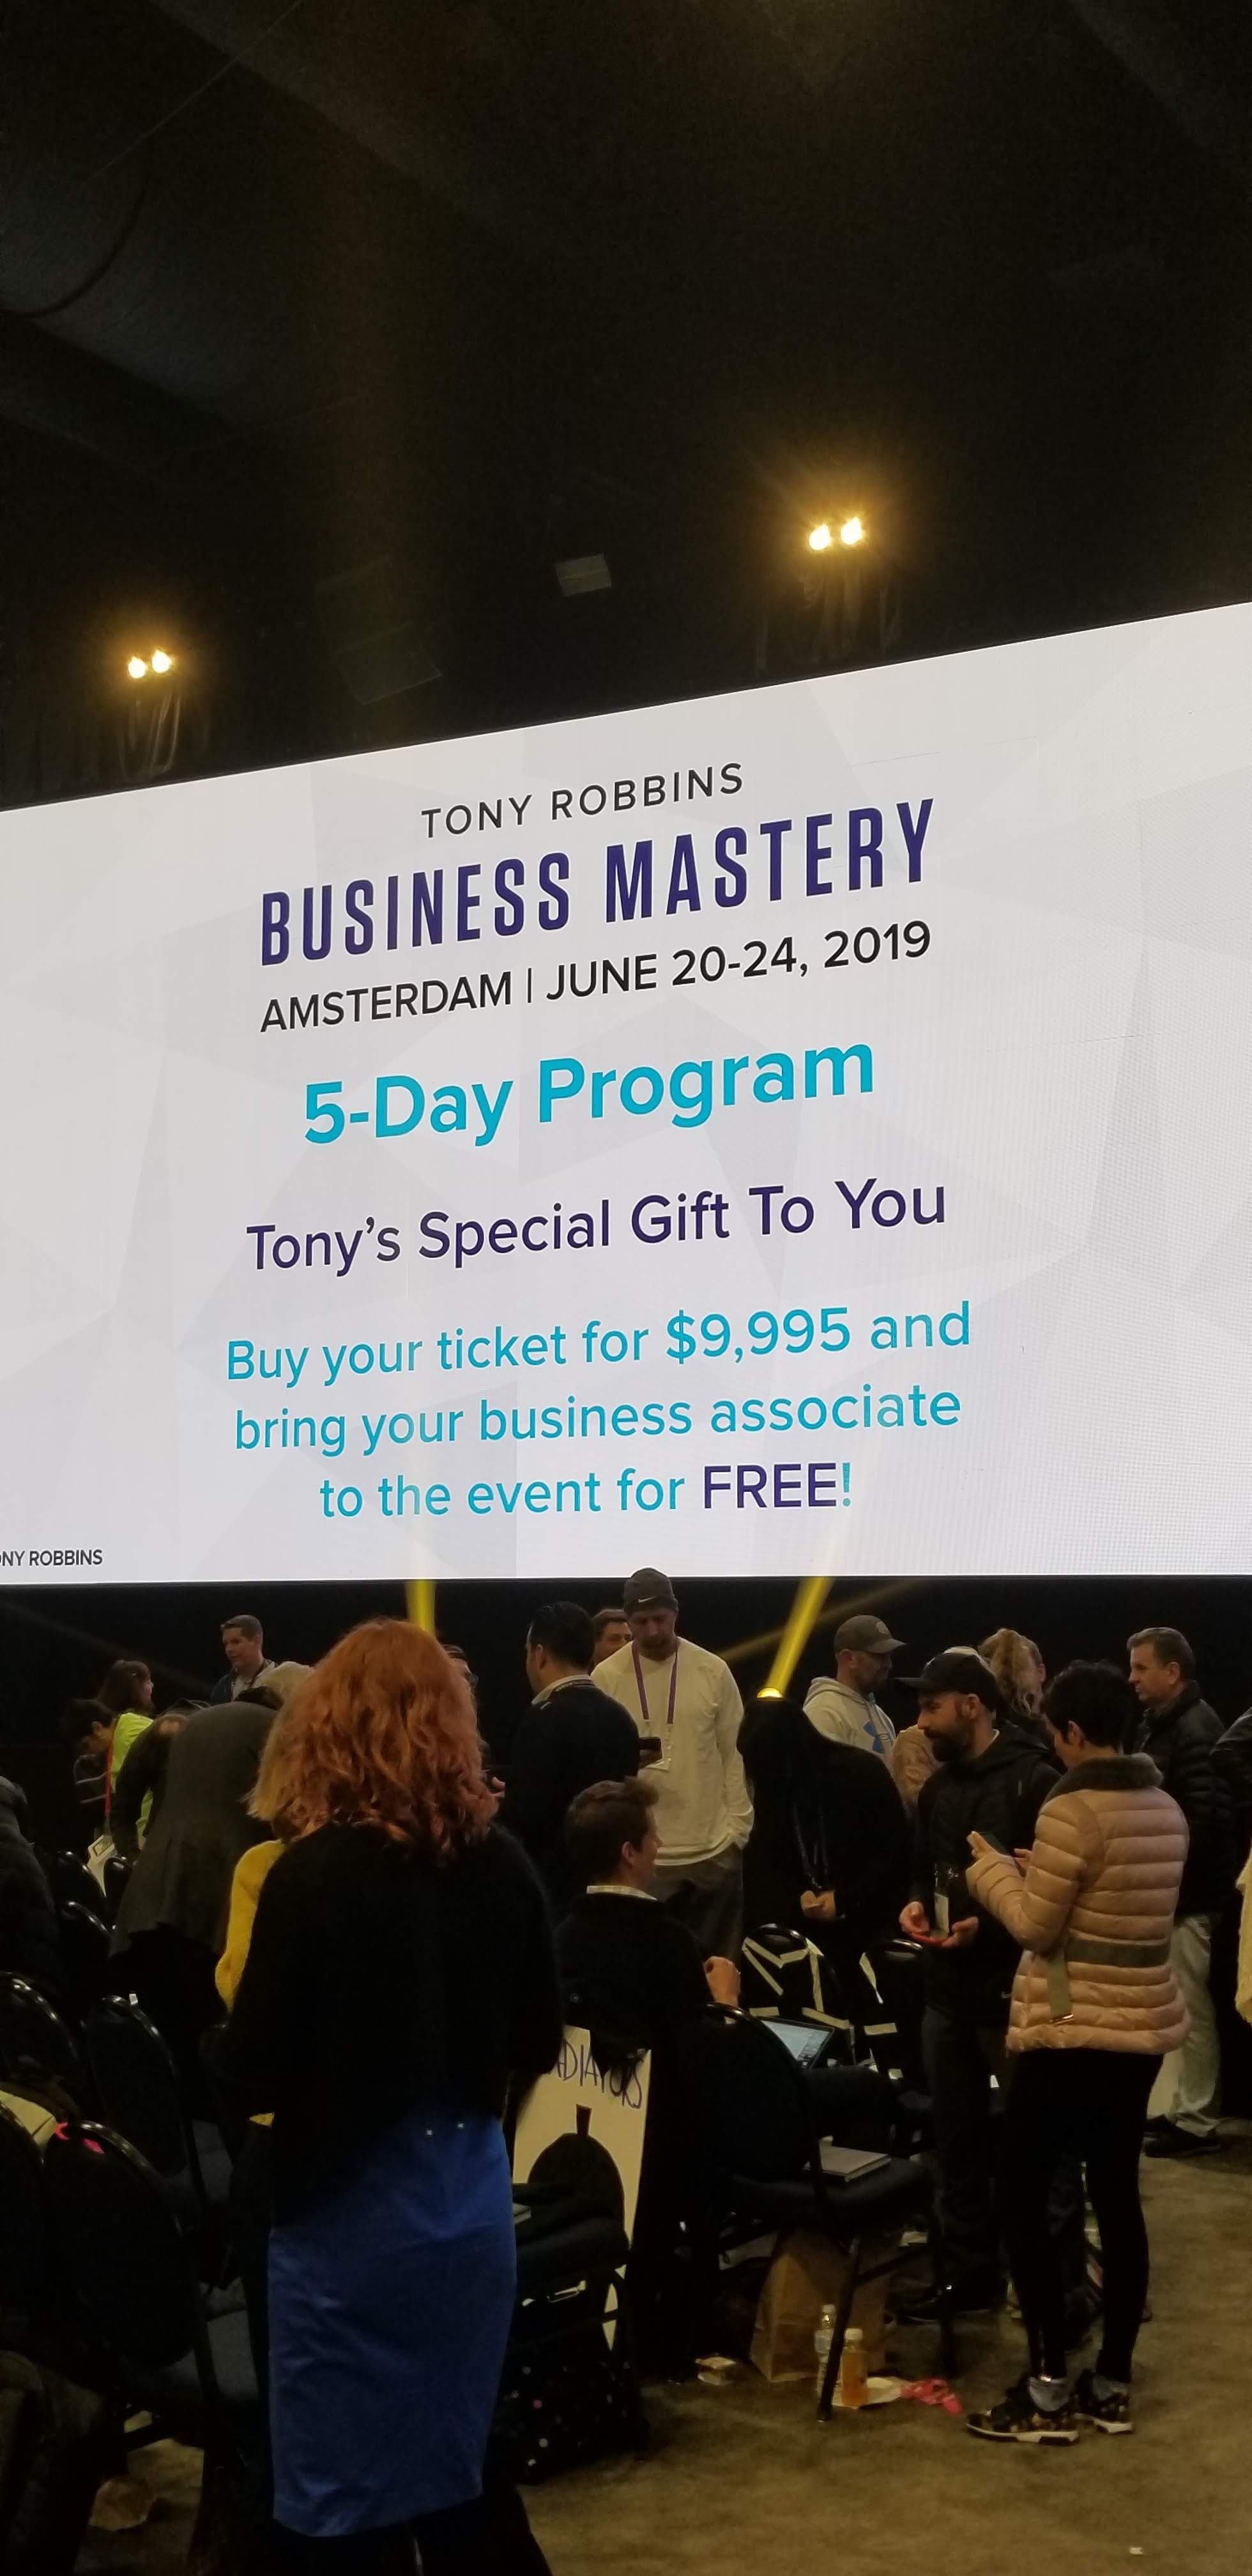 TONY ROBBINS
BUSINESS MASTERY
AMSTERDAM | JUNE 20-24, 2019
5-Day Program
Tony's Special Gift To You
Buy your ticket for $9,995 and
bring your business associate
to the event for FREE!
ONY ROBBINS